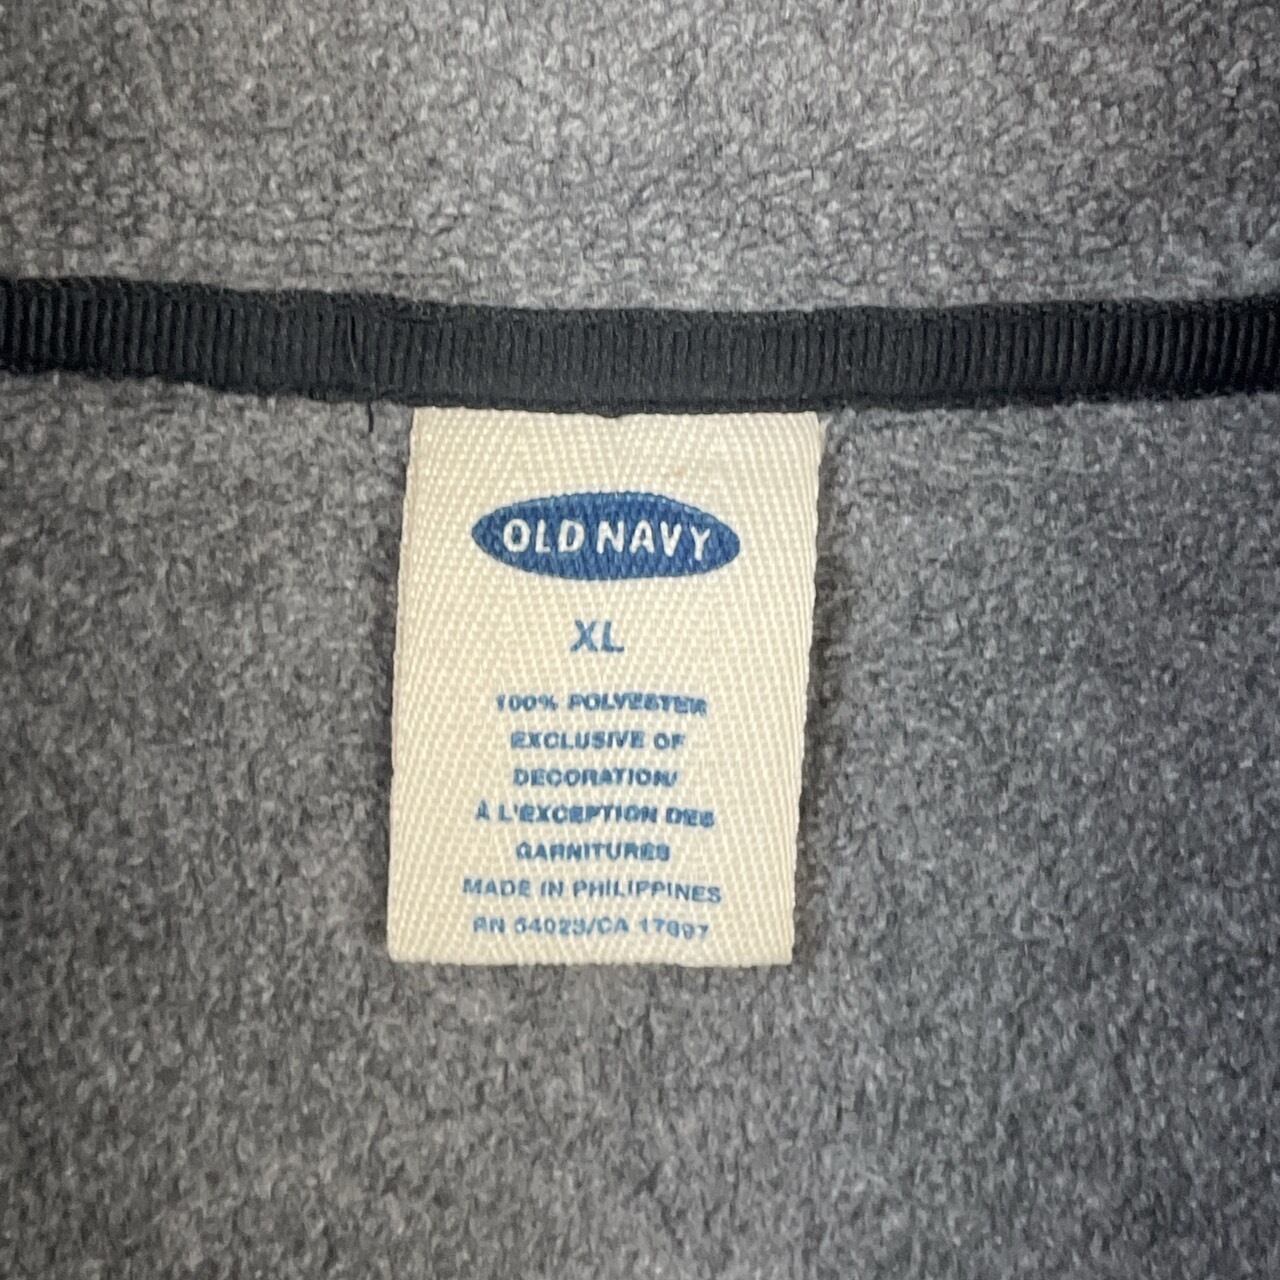 OLD NAVY
XL
100% POLYESTER
EXCLUSIVE OF
DECORATION/
À L'EXCEPTION DES
GARNITURES
MADE IN PHILIPPINES
RN 54023/CA 17897